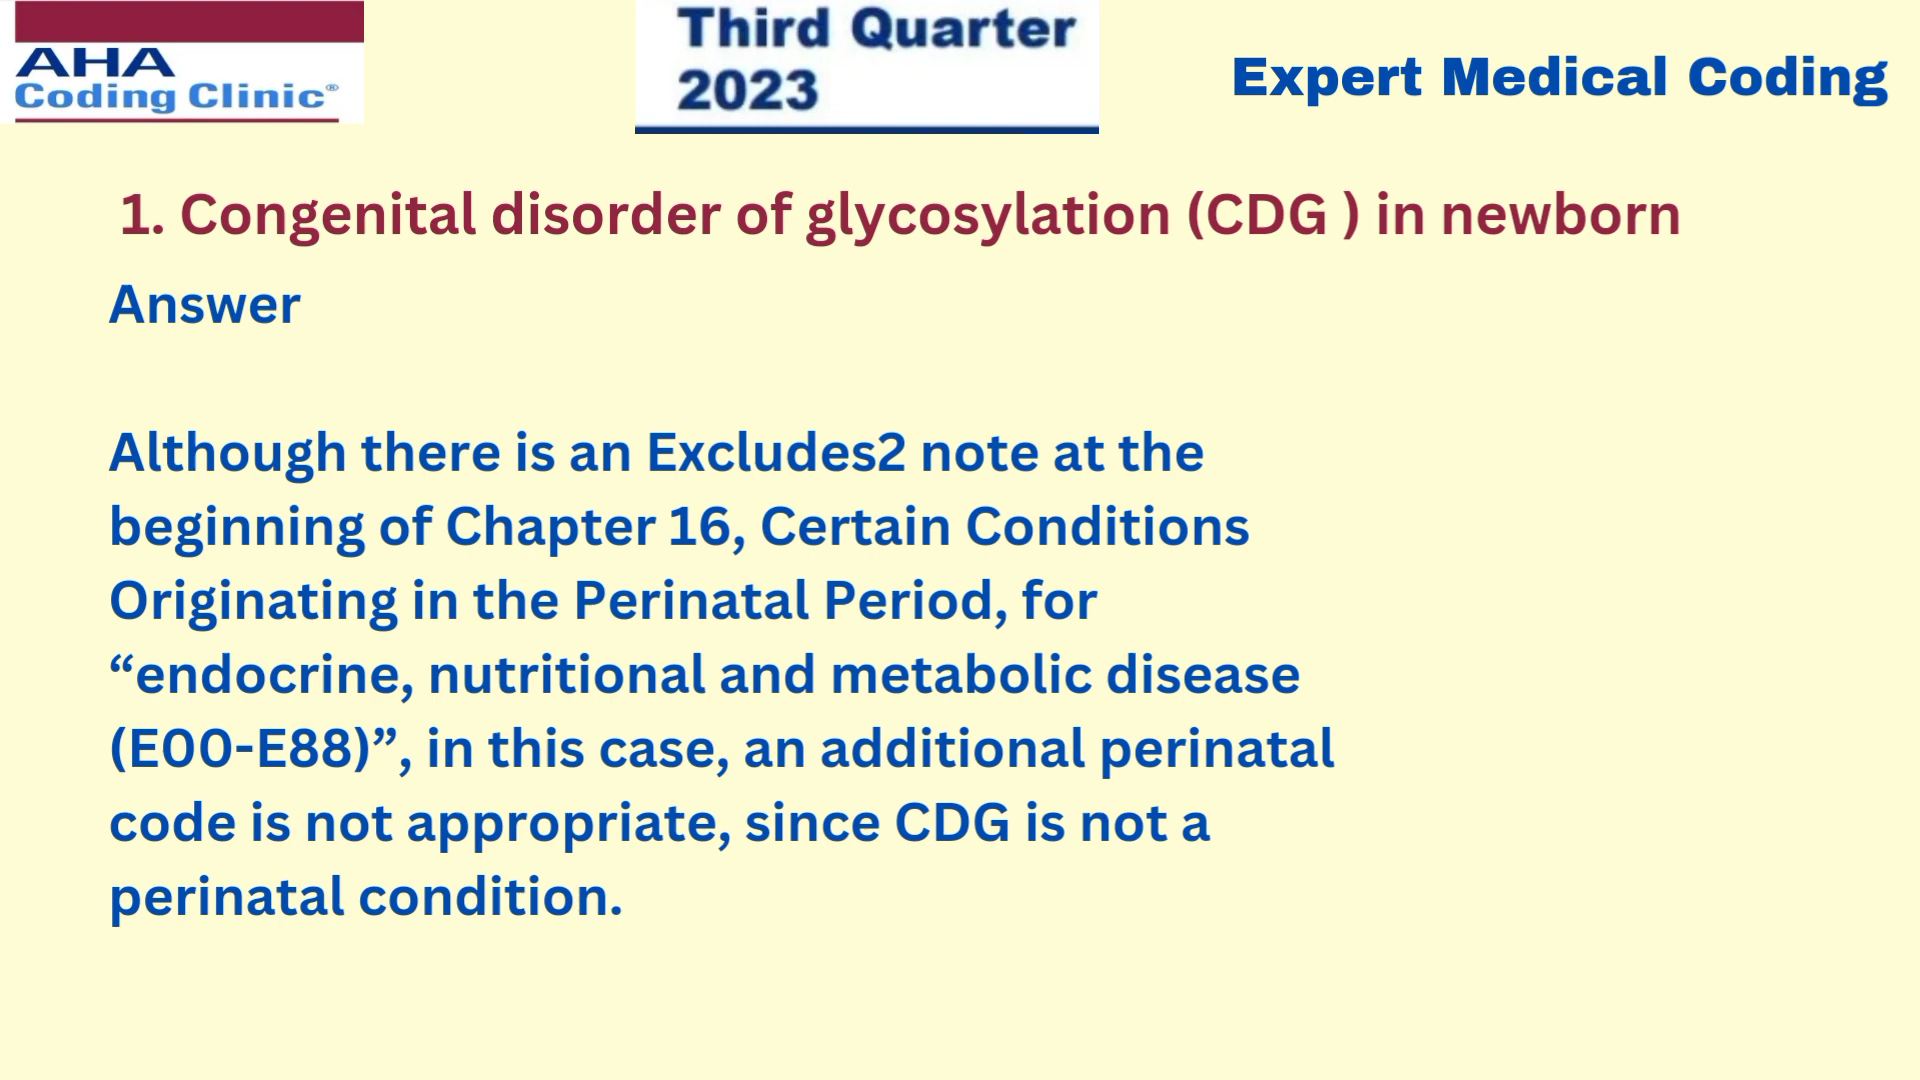 AHA
Coding Clinic®
Third Quarter
2023
Expert Medical Coding
1. Congenital disorder of glycosylation (CDG ) in newborn
Answer
Although there is an Excludes2 note at the
beginning of Chapter 16, Certain Conditions
Originating in the Perinatal Period, for
“endocrine, nutritional and metabolic disease
(E00-E88)”, in this case, an additional perinatal
code is not appropriate, since CDG is not a
perinatal condition.